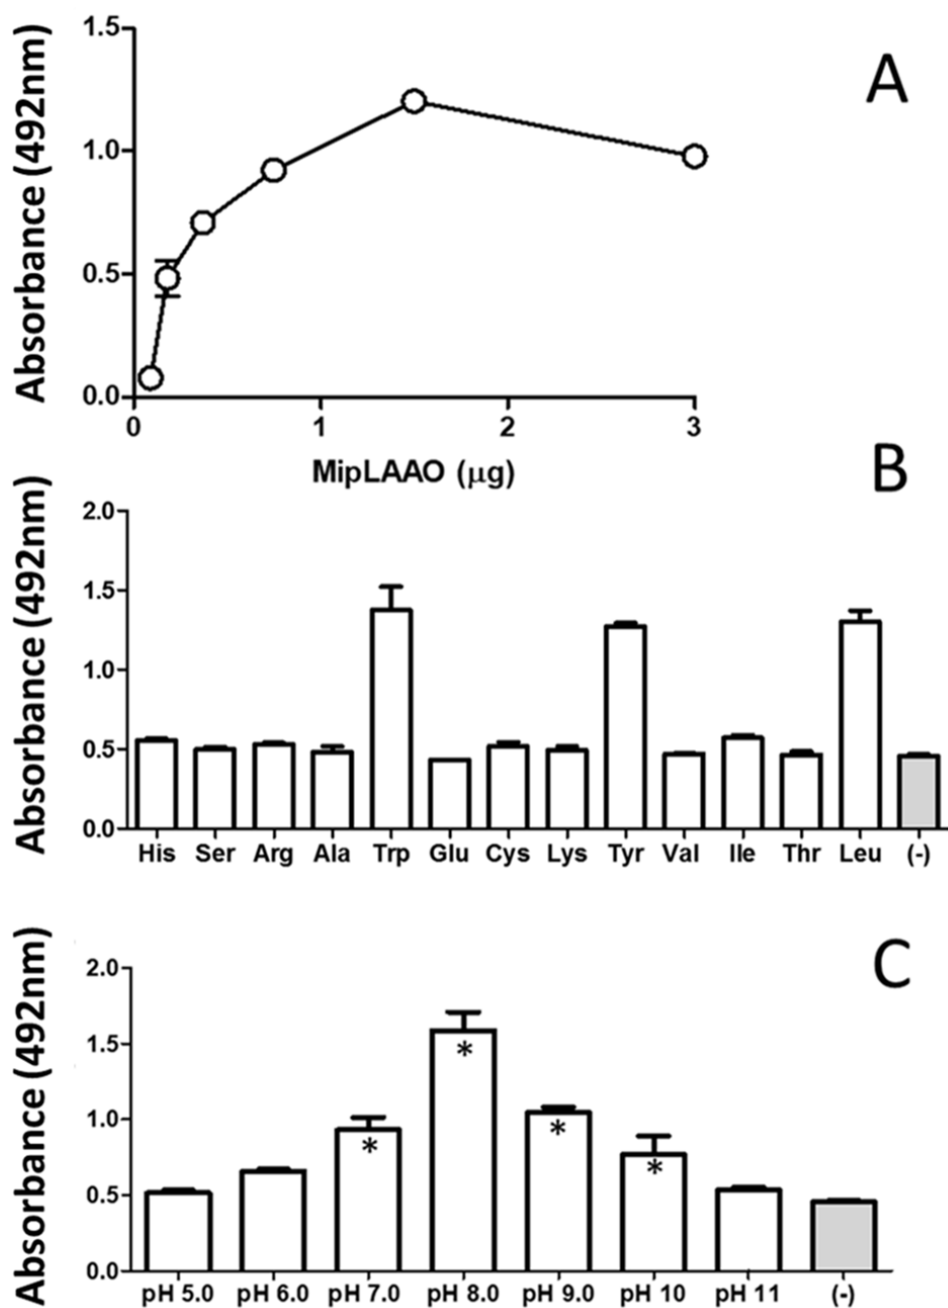 A
Absorbance (492nm)
1.5
1.0
0.5
0.0
0 1 2 3
MipLAAO (μg)
B
Absorbance (492nm)
2.0
1.5
1.0
0.5
0.0
His Ser Arg Ala Trp Glu Cys Lys Tyr Val Ile Thr Leu (-)
C
Absorbance (492nm)
2.0
1.5
1.0
0.5
0.0
* * * *
pH 5.0 pH 6.0 pH 7.0 pH 8.0 pH 9.0 pH 10 pH 11 (-)